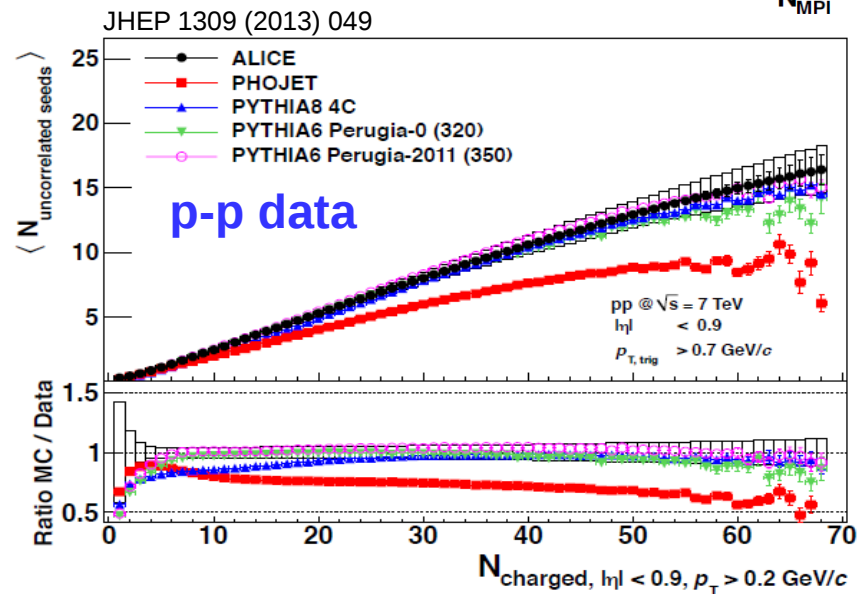 N_MPI
JHEP 1309 (2013) 049
⟨ N_uncorrelated seeds ⟩
25
20
15
10
5
ALICE
PHOJET
PYTHIA8 4C
PYTHIA6 Perugia-0 (320)
PYTHIA6 Perugia-2011 (350)
p-p data
pp @ √s = 7 TeV
|η| < 0.9
p_T, trig > 0.7 GeV/c
Ratio MC / Data
1.5
1
0.5
0 10 20 30 40 50 60 70
N_charged, |η| < 0.9, p_T > 0.2 GeV/c